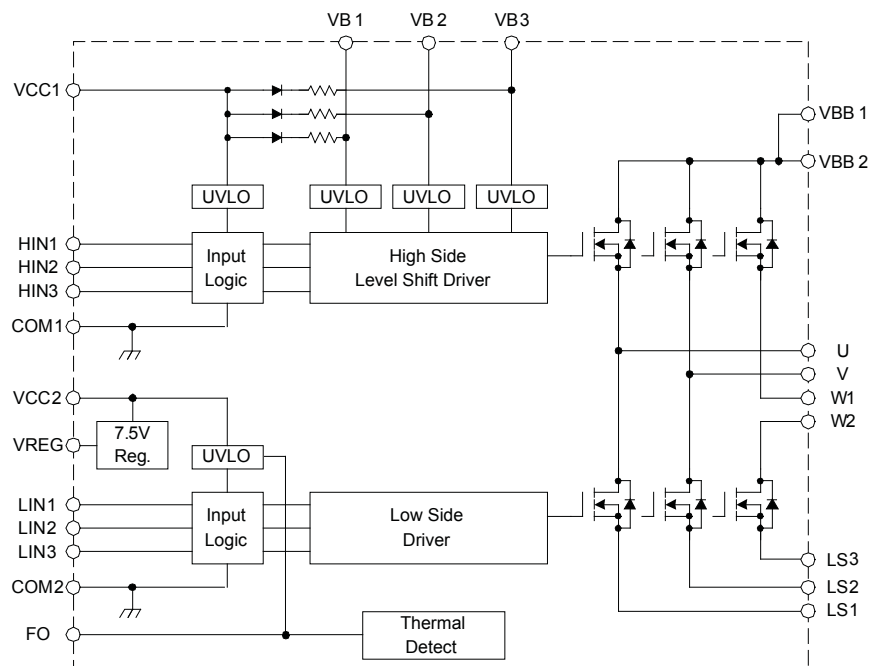 VB 1 VB 2 VB 3
VCC1
VBB 1
VBB 2
UVLO UVLO UVLO UVLO
HIN1
HIN2
HIN3
Input
Logic
High Side
Level Shift Driver
COM1
U
V
W1
W2
VCC2
VREG
7.5V
Reg.
UVLO
LIN1
LIN2
LIN3
Input
Logic
Low Side
Driver
LS3
LS2
LS1
COM2
FO
Thermal
Detect